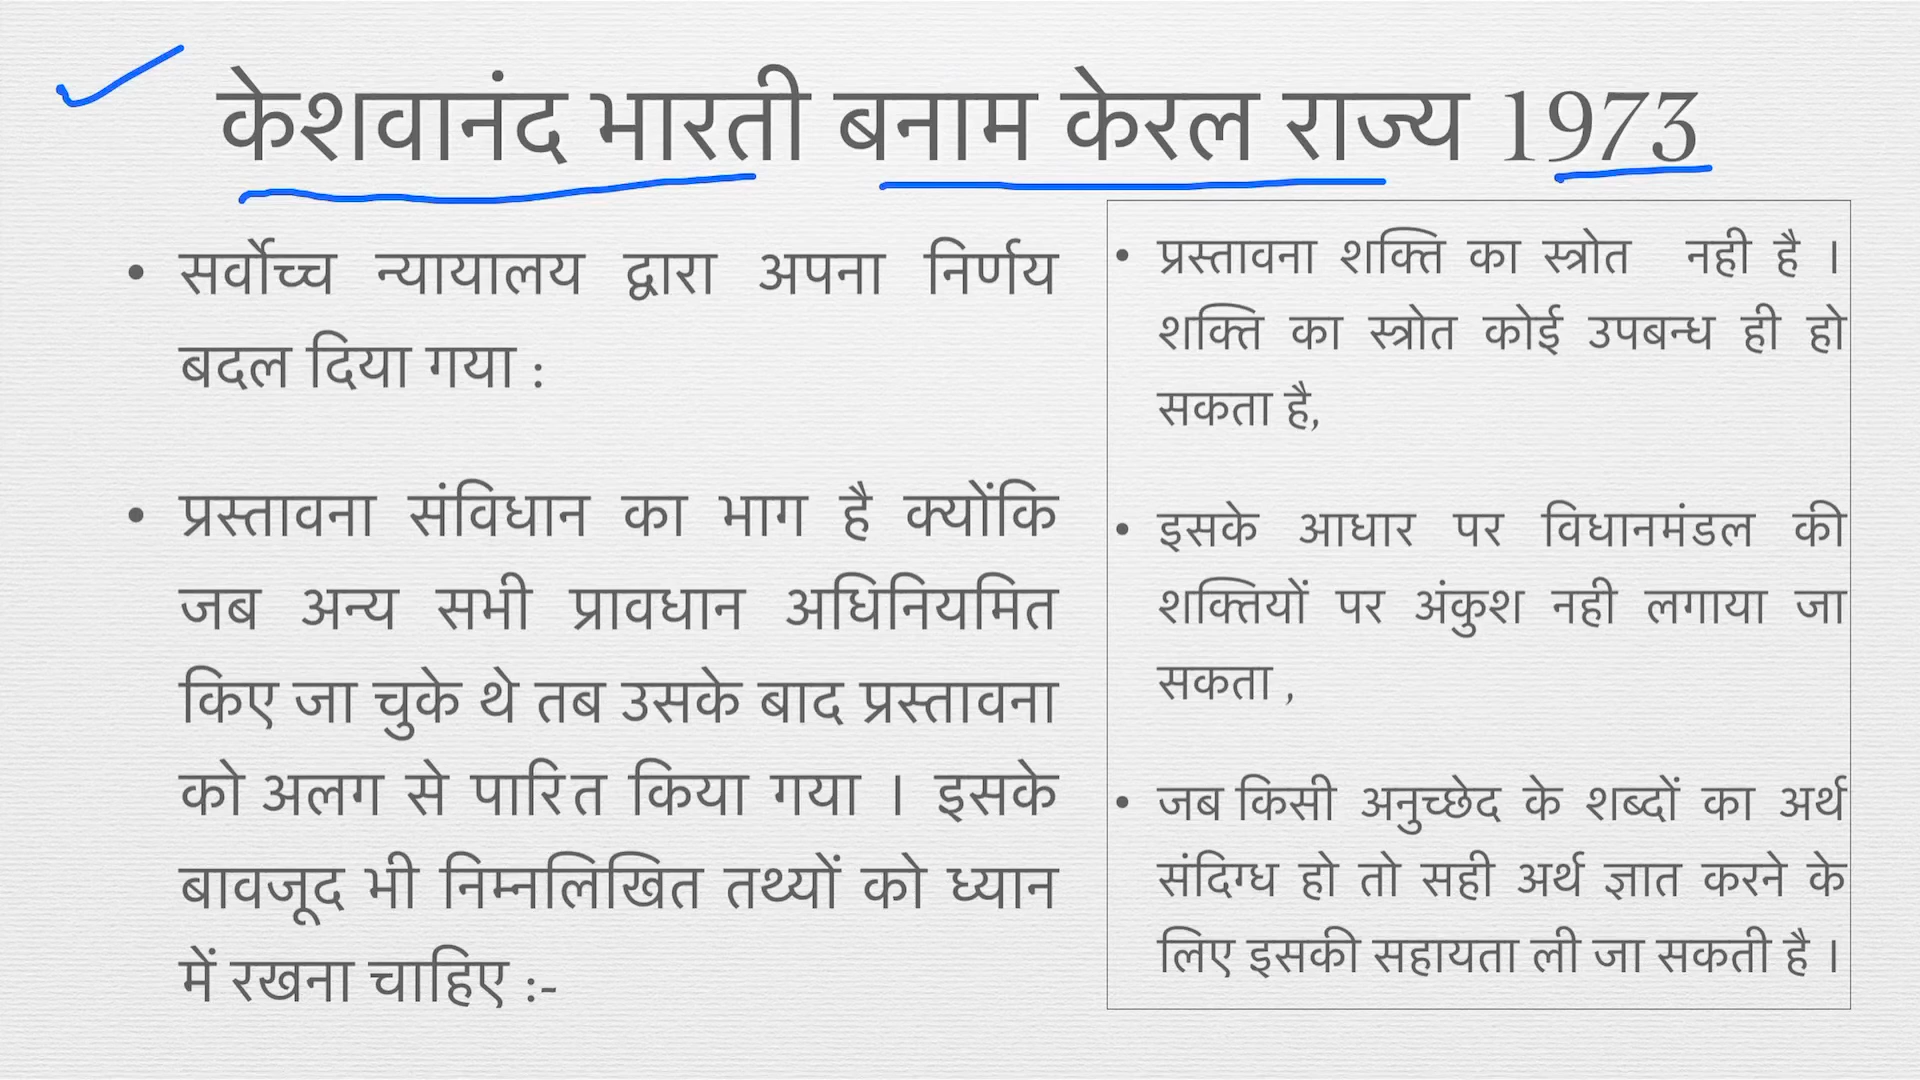 केशवानंद भारती बनाम केरल राज्य 1973
• सर्वोच्च न्यायालय द्वारा अपना निर्णय
बदल दिया गया :
• प्रस्तावना संविधान का भाग है क्योंकि
जब अन्य सभी प्रावधान अधिनियमित
किए जा चुके थे तब उसके बाद प्रस्तावना
को अलग से पारित किया गया । इसके
बावजूद भी निम्नलिखित तथ्यों को ध्यान
में रखना चाहिए :-
• प्रस्तावना शक्ति का स्त्रोत नही है ।
शक्ति का स्त्रोत कोई उपबन्ध ही हो
सकता है,
• इसके आधार पर विधानमंडल की
शक्तियों पर अंकुश नही लगाया जा
सकता ,
• जब किसी अनुच्छेद के शब्दों का अर्थ
संदिग्ध हो तो सही अर्थ ज्ञात करने के
लिए इसकी सहायता ली जा सकती है ।